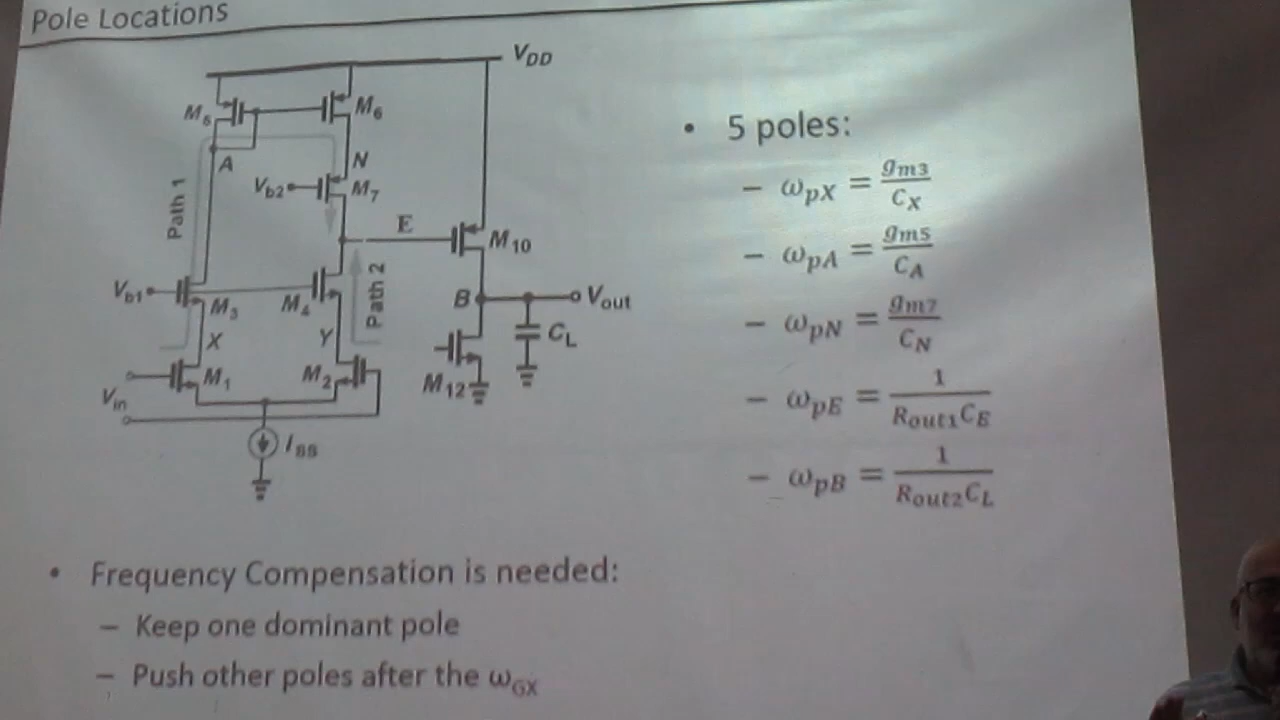 Pole Locations
V_DD
M_5
M_6
A
N
V_b2
M_7
Path 1
E
M_10
V_b1
M_3
M_4
Path 2
B
V_out
X
Y
C_L
M_1
M_2
M_12
V_in
I_SS
• 5 poles:
– ω_pX = g_m3 / C_X
– ω_pA = g_m5 / C_A
– ω_pN = g_m7 / C_N
– ω_pE = 1 / R_out1 C_E
– ω_pB = 1 / R_out2 C_L
• Frequency Compensation is needed:
– Keep one dominant pole
– Push other poles after the ω_GX